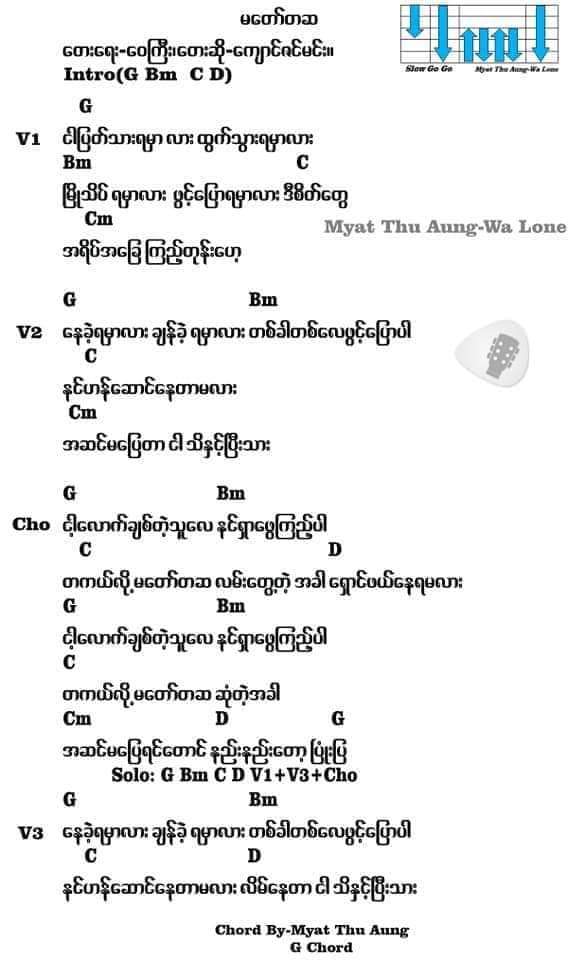 မတော်တဆ
တေးရေး-ဝေကြီး၊တေးဆို-ကျောင်ဇင်မင်း။
Intro(G Bm C D)
Slow Go Go Myat Thu Aung-Wa Lone
G
V1 ငါပြတ်သားရမှာ လား ထွက်သွားရမှာလား
Bm C
မြိုသိပ် ရမှာလား ဖွင့်ပြောရမှာလား ဒီစိတ်တွေ
Cm
Myat Thu Aung-Wa Lone
အရိပ်အခြေ ကြည့်တုန်းဟေ့
G Bm
V2 နေခဲ့ရမှာလား ချန်ခဲ့ ရမှာလား တစ်ခါတစ်လေဖွင့်ပြောပါ
C
နင်ဟန်ဆောင်နေတာမလား
Cm
အဆင်မပြေတာ ငါ သိနှင့်ပြီးသား
G Bm
Cho ငါ့လောက်ချစ်တဲ့သူလေ နင်ရှာဖွေကြည့်ပါ
C D
တကယ်လို့ မတော်တဆ လမ်းတွေ့တဲ့ အခါ ရှောင်ဖယ်နေရမလား
G Bm
ငါ့လောက်ချစ်တဲ့သူလေ နင်ရှာဖွေကြည့်ပါ
C
တကယ်လို့ မတော်တဆ ဆုံတဲ့အခါ
Cm D G
အဆင်မပြေရင်တောင် နည်းနည်းတော့ ပြုံးပြ
Solo: G Bm C D V1+V3+Cho
G Bm
V3 နေခဲ့ရမှာလား ချန်ခဲ့ ရမှာလား တစ်ခါတစ်လေဖွင့်ပြောပါ
C D
နင်ဟန်ဆောင်နေတာမလား လိမ်နေတာ ငါ သိနှင့်ပြီးသား
Chord By-Myat Thu Aung
G Chord